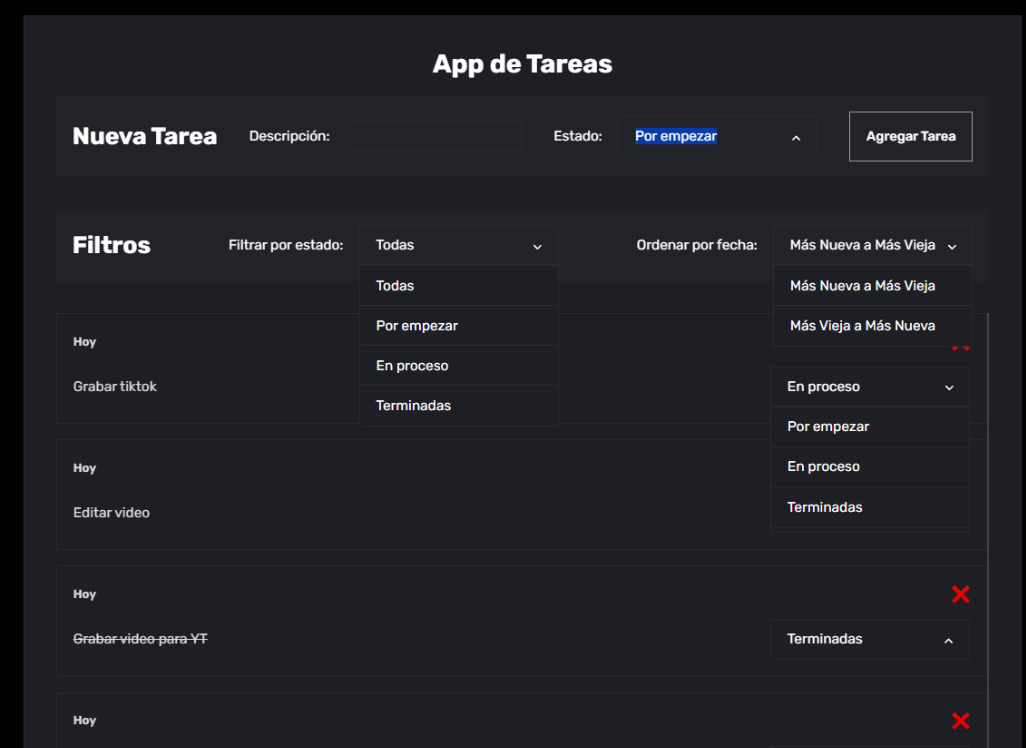 App de Tareas
Nueva Tarea Descripción: Estado: Por empezar Agregar Tarea
Filtros Filtrar por estado: Todas Ordenar por fecha: Más Nueva a Más Vieja
Todas Más Nueva a Más Vieja
Por empezar Más Vieja a Más Nueva
En proceso
Terminadas
Hoy
Grabar tiktok En proceso
Por empezar
En proceso
Terminadas
Hoy
Editar video
Hoy
Grabar video para YT Terminadas
Hoy